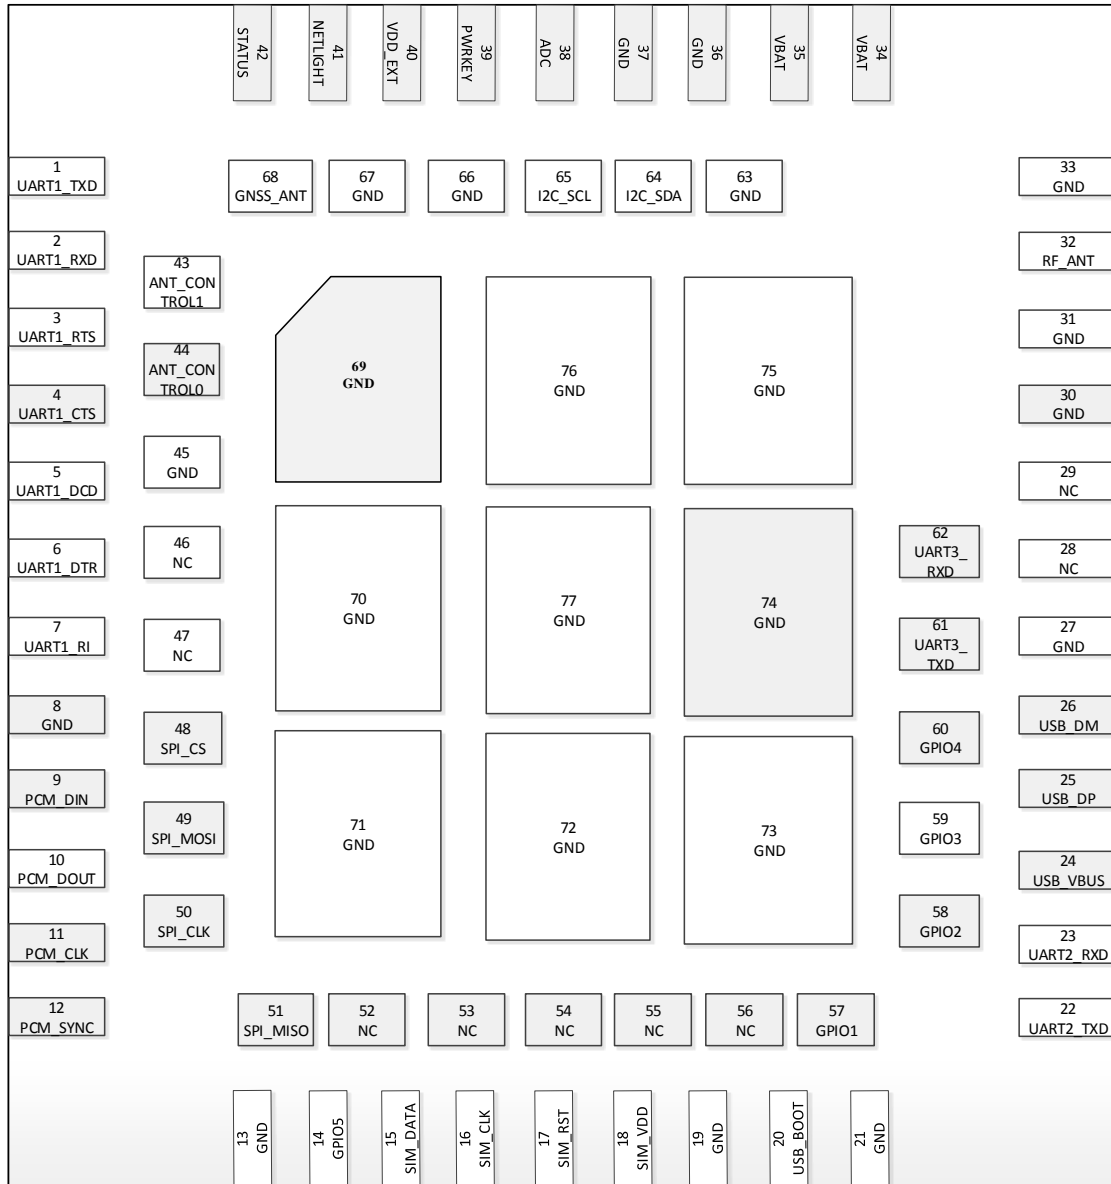 42
STATUS
41
NETLIGHT
40
VDD_EXT
39
PWRKEY
38
ADC
37
GND
36
GND
35
VBAT
34
VBAT
1
UART1_TXD
2
UART1_RXD
3
UART1_RTS
4
UART1_CTS
5
UART1_DCD
6
UART1_DTR
7
UART1_RI
8
GND
9
PCM_DIN
10
PCM_DOUT
11
PCM_CLK
12
PCM_SYNC
68
GNSS_ANT
67
GND
66
GND
65
I2C_SCL
64
I2C_SDA
63
GND
43
ANT_CON
TROL1
44
ANT_CON
TROL0
45
GND
46
NC
47
NC
48
SPI_CS
49
SPI_MOSI
50
SPI_CLK
69
GND
76
GND
75
GND
70
GND
77
GND
74
GND
71
GND
72
GND
73
GND
62
UART3_
RXD
61
UART3_
TXD
60
GPIO4
59
GPIO3
58
GPIO2
33
GND
32
RF_ANT
31
GND
30
GND
29
NC
28
NC
27
GND
26
USB_DM
25
USB_DP
24
USB_VBUS
23
UART2_RXD
22
UART2_TXD
51
SPI_MISO
52
NC
53
NC
54
NC
55
NC
56
NC
57
GPIO1
13
GND
14
GPIO5
15
SIM_DATA
16
SIM_CLK
17
SIM_RST
18
SIM_VDD
19
GND
20
USB_BOOT
21
GND